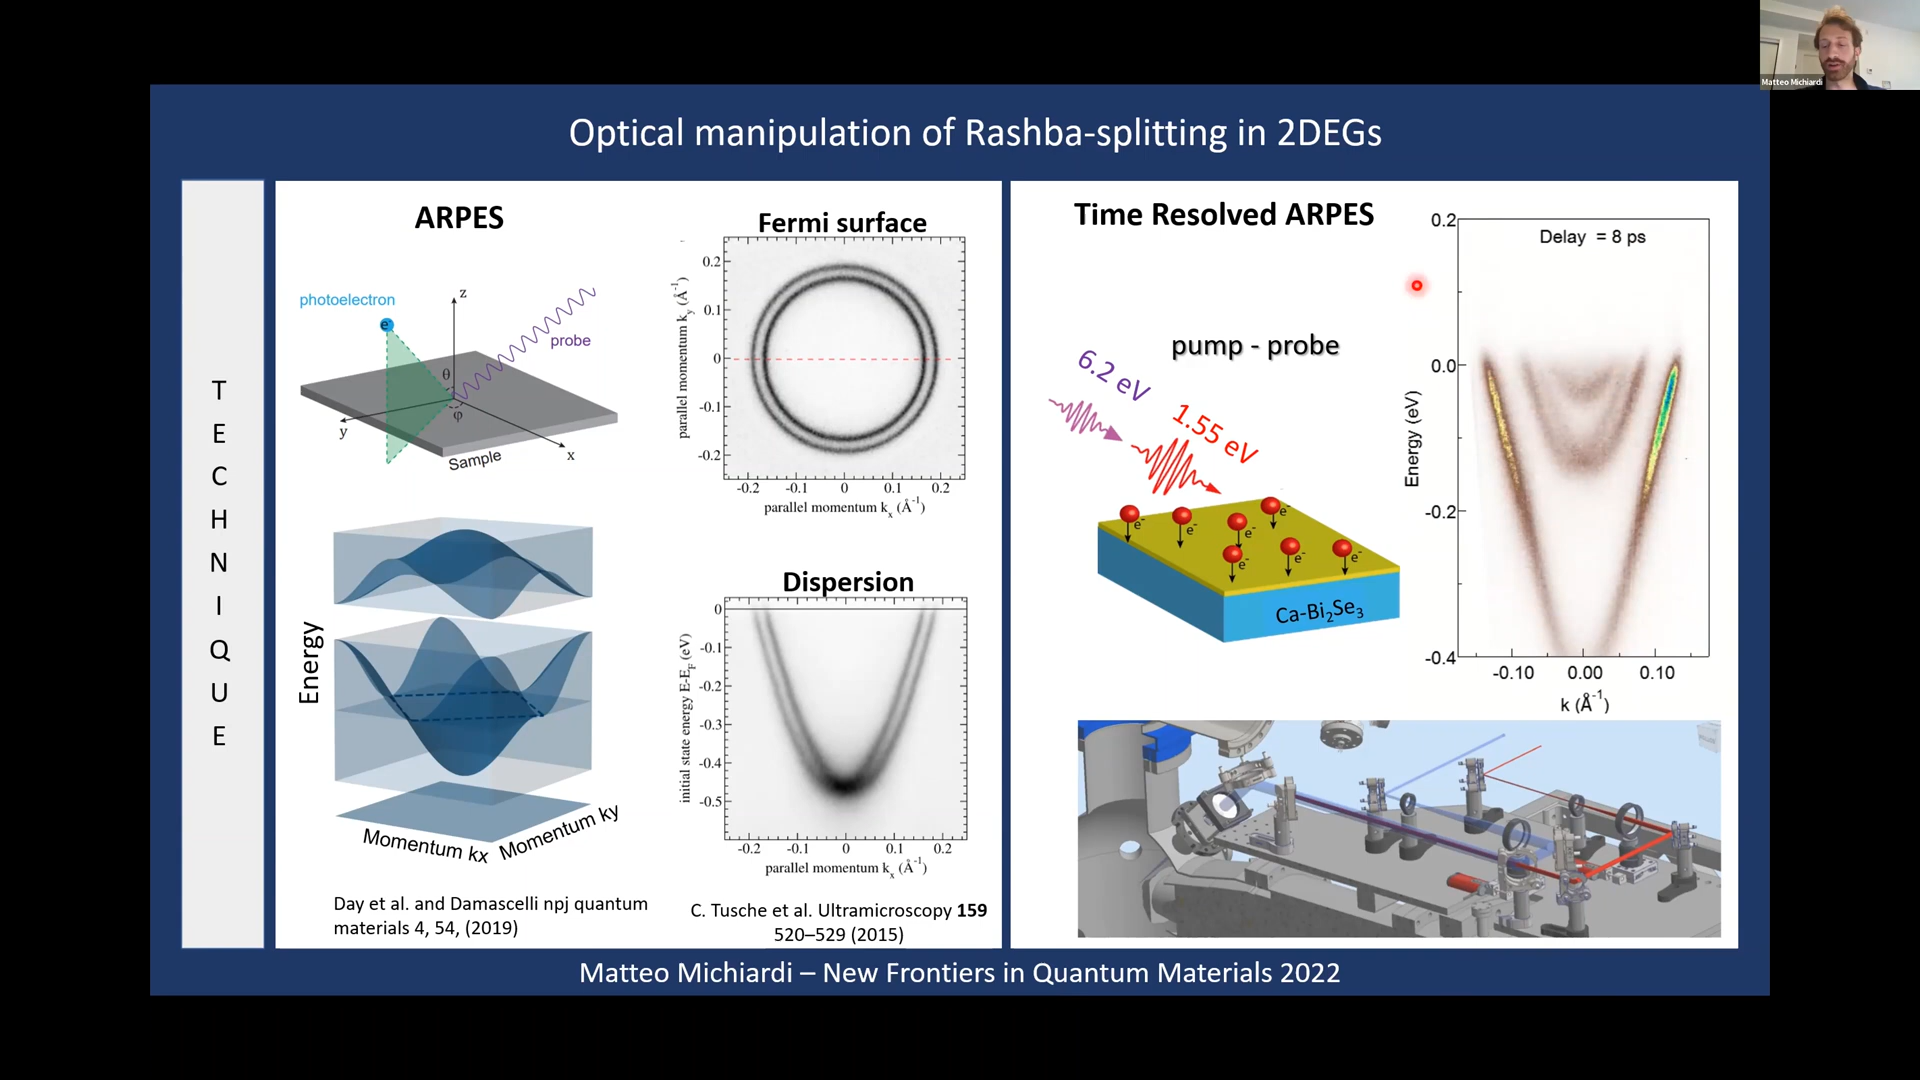 Matteo Michiardi
Optical manipulation of Rashba-splitting in 2DEGs
T
E
C
H
N
I
Q
U
E
ARPES
photoelectron
e⁻
z
probe
θ
φ
y
x
Sample
Energy
Momentum kx
Momentum ky
Day et al. and Damascelli npj quantum
materials 4, 54, (2019)
Fermi surface
parallel momentum k_y (Å⁻¹)
0.2
0.1
0
-0.1
-0.2
-0.2 -0.1 0 0.1 0.2
parallel momentum k_x (Å⁻¹)
Dispersion
initial state energy E-E_F (eV)
0
-0.1
-0.2
-0.3
-0.4
-0.5
-0.2 -0.1 0 0.1 0.2
parallel momentum k_x (Å⁻¹)
C. Tusche et al. Ultramicroscopy 159
520–529 (2015)
Time Resolved ARPES
pump - probe
6.2 eV
1.55 eV
e⁻
e⁻
e⁻
e⁻
e⁻
e⁻
e⁻
Ca-Bi₂Se₃
Delay = 8 ps
Energy (eV)
0.2
0.0
-0.2
-0.4
-0.10 0.00 0.10
k (Å⁻¹)
Matteo Michiardi – New Frontiers in Quantum Materials 2022